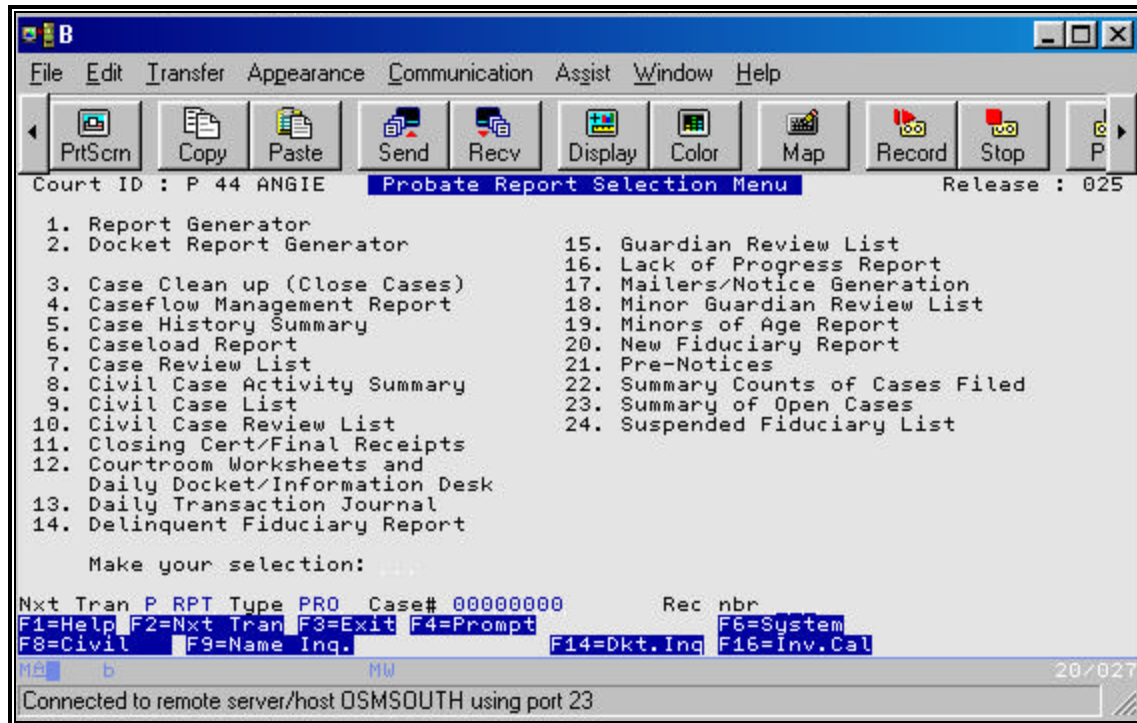 B
File Edit Transfer Appearance Communication Assist Window Help
PrtScrn Copy Paste Send Recv Display Color Map Record Stop P
Court ID : P 44 ANGIE Probate Report Selection Menu Release : 025
1. Report Generator
2. Docket Report Generator 15. Guardian Review List
16. Lack of Progress Report
3. Case Clean up (Close Cases) 17. Mailers/Notice Generation
4. Caseflow Management Report 18. Minor Guardian Review List
5. Case History Summary 19. Minors of Age Report
6. Caseload Report 20. New Fiduciary Report
7. Case Review List 21. Pre-Notices
8. Civil Case Activity Summary 22. Summary Counts of Cases Filed
9. Civil Case List 23. Summary of Open Cases
10. Civil Case Review List 24. Suspended Fiduciary List
11. Closing Cert/Final Receipts
12. Courtroom Worksheets and
Daily Docket/Information Desk
13. Daily Transaction Journal
14. Delinquent Fiduciary Report
Make your selection:
Nxt Tran P RPT Type PRO Case# 00000000 Rec nbr ___
F1=Help F2=Nxt Tran F3=Exit F4=Prompt F6=System
F8=Civil F9=Name Inq. F14=Dkt.Inq F16=Inv.Cal
MA b MW 20/027
Connected to remote server/host OSMSOUTH using port 23